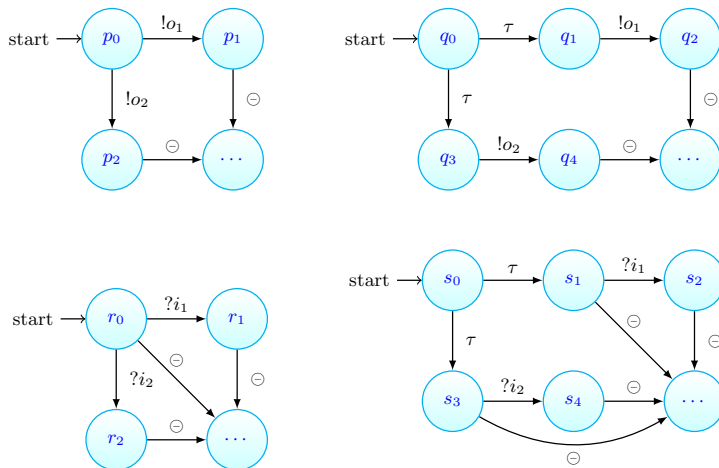 start p₀ !o₁ p₁
!o₂ ⊖
p₂ ⊖ ⋯
start q₀ τ q₁ !o₁ q₂
τ ⊖
q₃ !o₂ q₄ ⊖ ⋯
start r₀ ?i₁ r₁
?i₂ ⊖ ⊖
r₂ ⊖ ⋯
start s₀ τ s₁ ?i₁ s₂
τ ⊖ ⊖
s₃ ?i₂ s₄ ⊖ ⋯
⊖